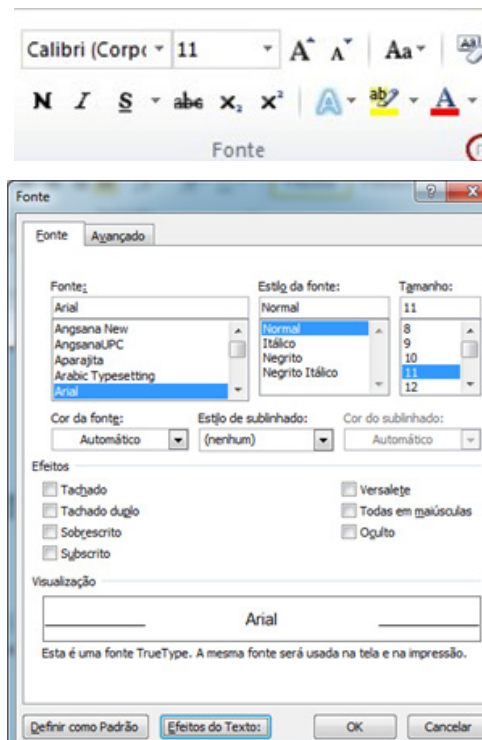 Calibri (Corpo 11 A A Aa
N I S abe X₂ X² A ab A
Fonte
Fonte
Fonte Avançado
Fonte: Estilo da fonte: Tamanho:
Arial Normal 11
Angsana New Normal 8
AngsanaUPC Itálico 9
Aparajita Negrito 10
Arabic Typesetting Negrito Itálico 11
Arial 12
Cor da fonte: Estilo de sublinhado: Cor do sublinhado:
Automático (nenhum) Automático
Efeitos
Tachado Versalete
Tachado duplo Todas em maiúsculas
Sobrescrito Oculto
Subscrito
Visualização
Arial
Esta é uma fonte TrueType. A mesma fonte será usada na tela e na impressão.
Definir como Padrão Efeitos do Texto: OK Cancelar